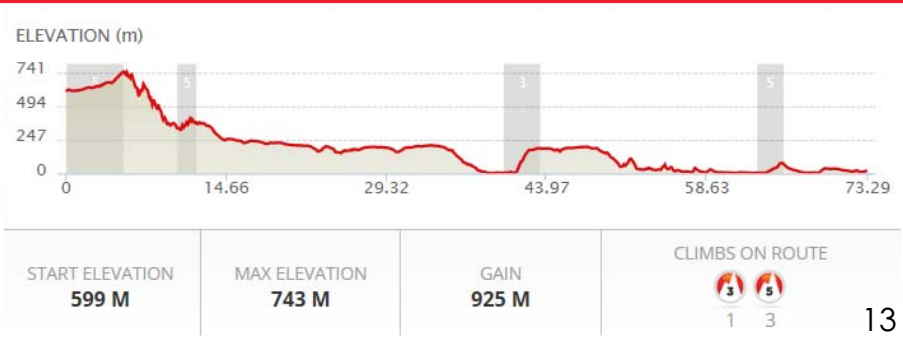 ELEVATION (m)
741
494
247
0
5
5
3
5
0 14.66 29.32 43.97 58.63 73.29
START ELEVATION
599 M
MAX ELEVATION
743 M
GAIN
925 M
CLIMBS ON ROUTE
3 5
1 3
13